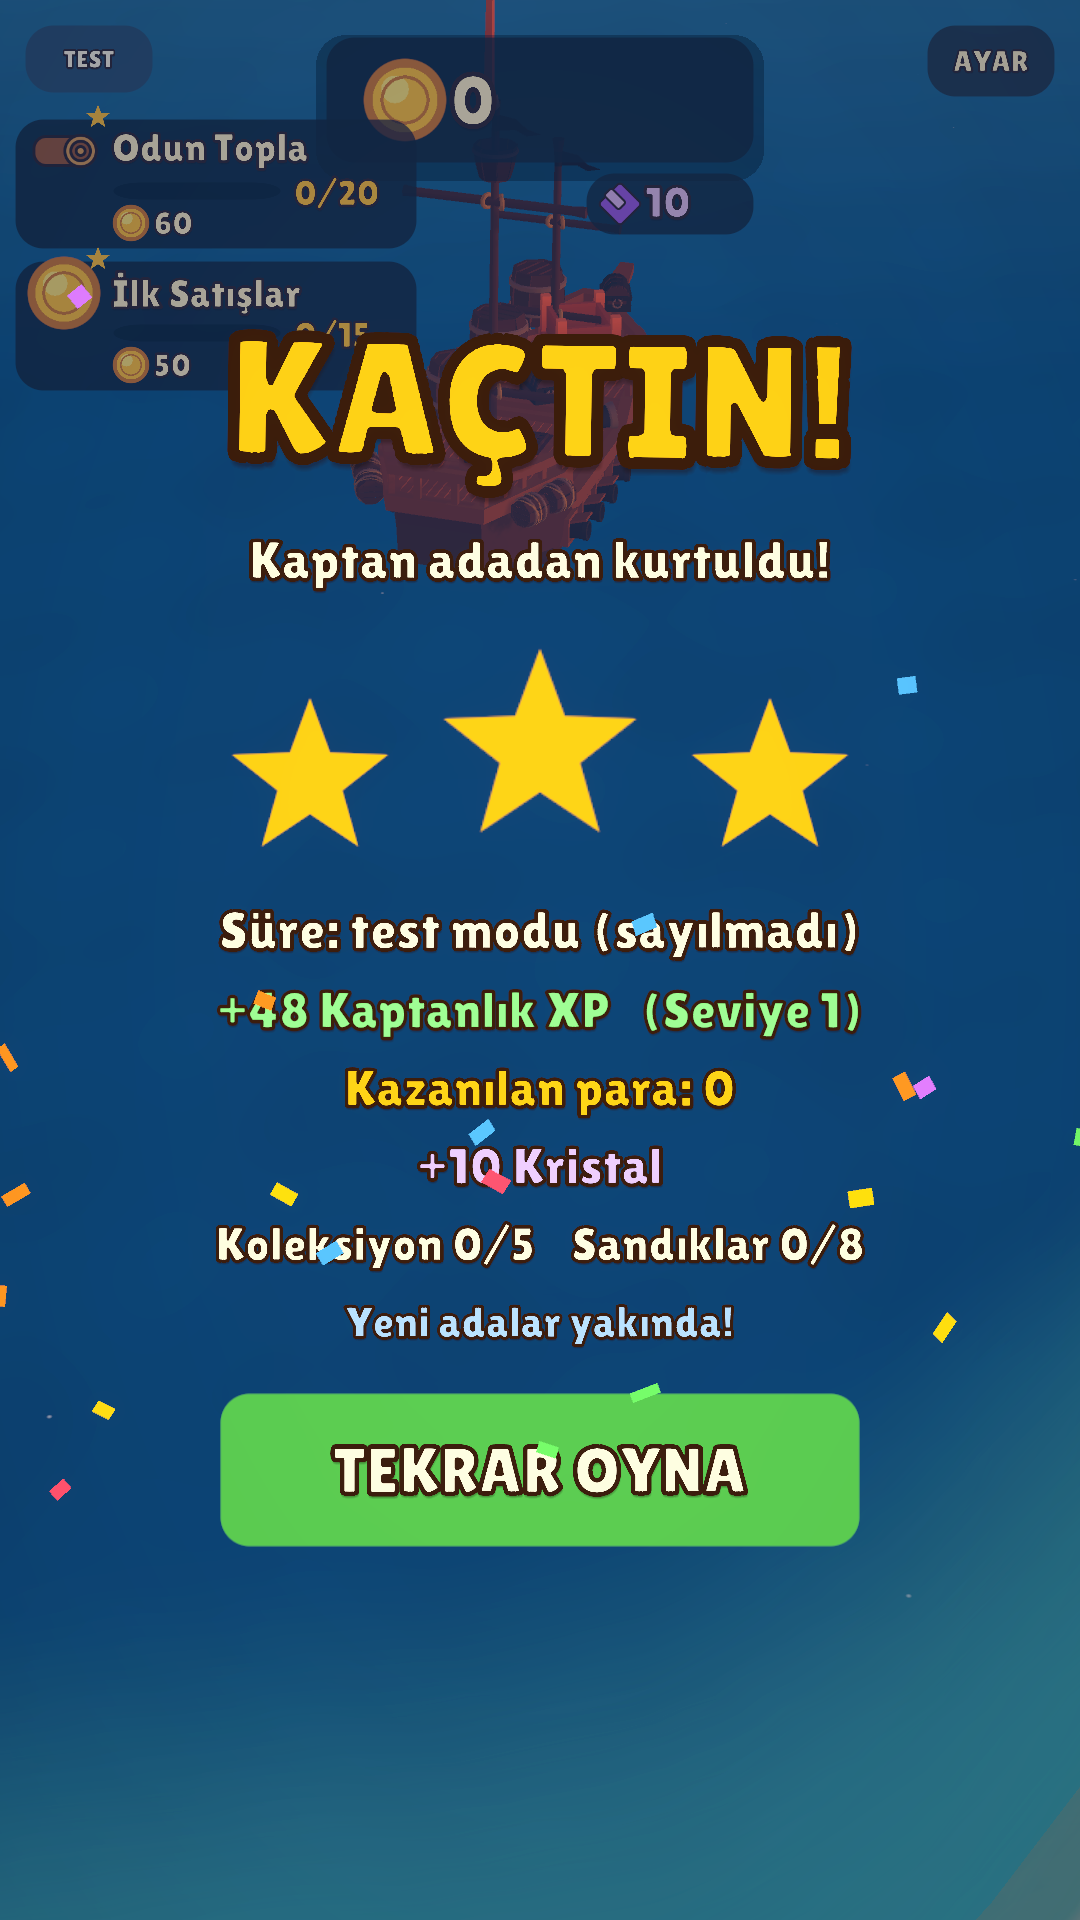 TEST
0
AYAR
Odun Topla
0/20
60
10
İlk Satışlar
0/15
50
KAÇTIN!
Kaptan adadan kurtuldu!
Süre: test modu (sayılmadı)
+48 Kaptanlık XP (Seviye 1)
Kazanılan para: 0
+10 Kristal
Koleksiyon 0/5 Sandıklar 0/8
Yeni adalar yakında!
TEKRAR OYNA